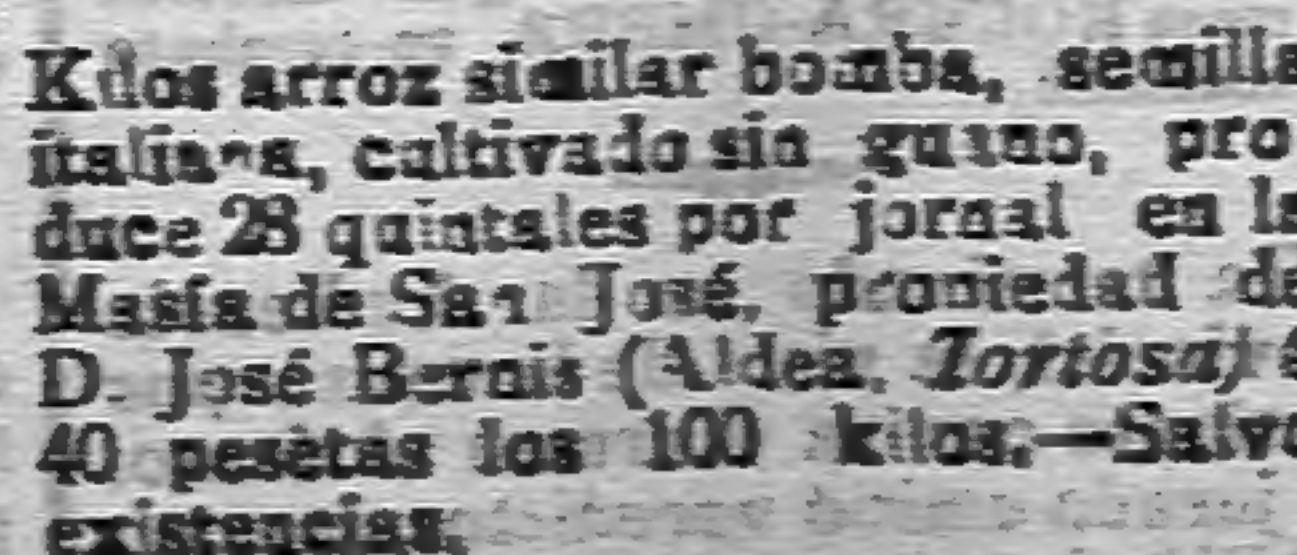 Kilos arroz similar bomba, semilla
italiana, cultivado sin guano, pro
duce 28 quintales por jornal en la
Masía de San José, propiedad de
D. José Bernis (Aldea, Tortosa) á
40 pesetas los 100 kilos.—Salvo
existencias.